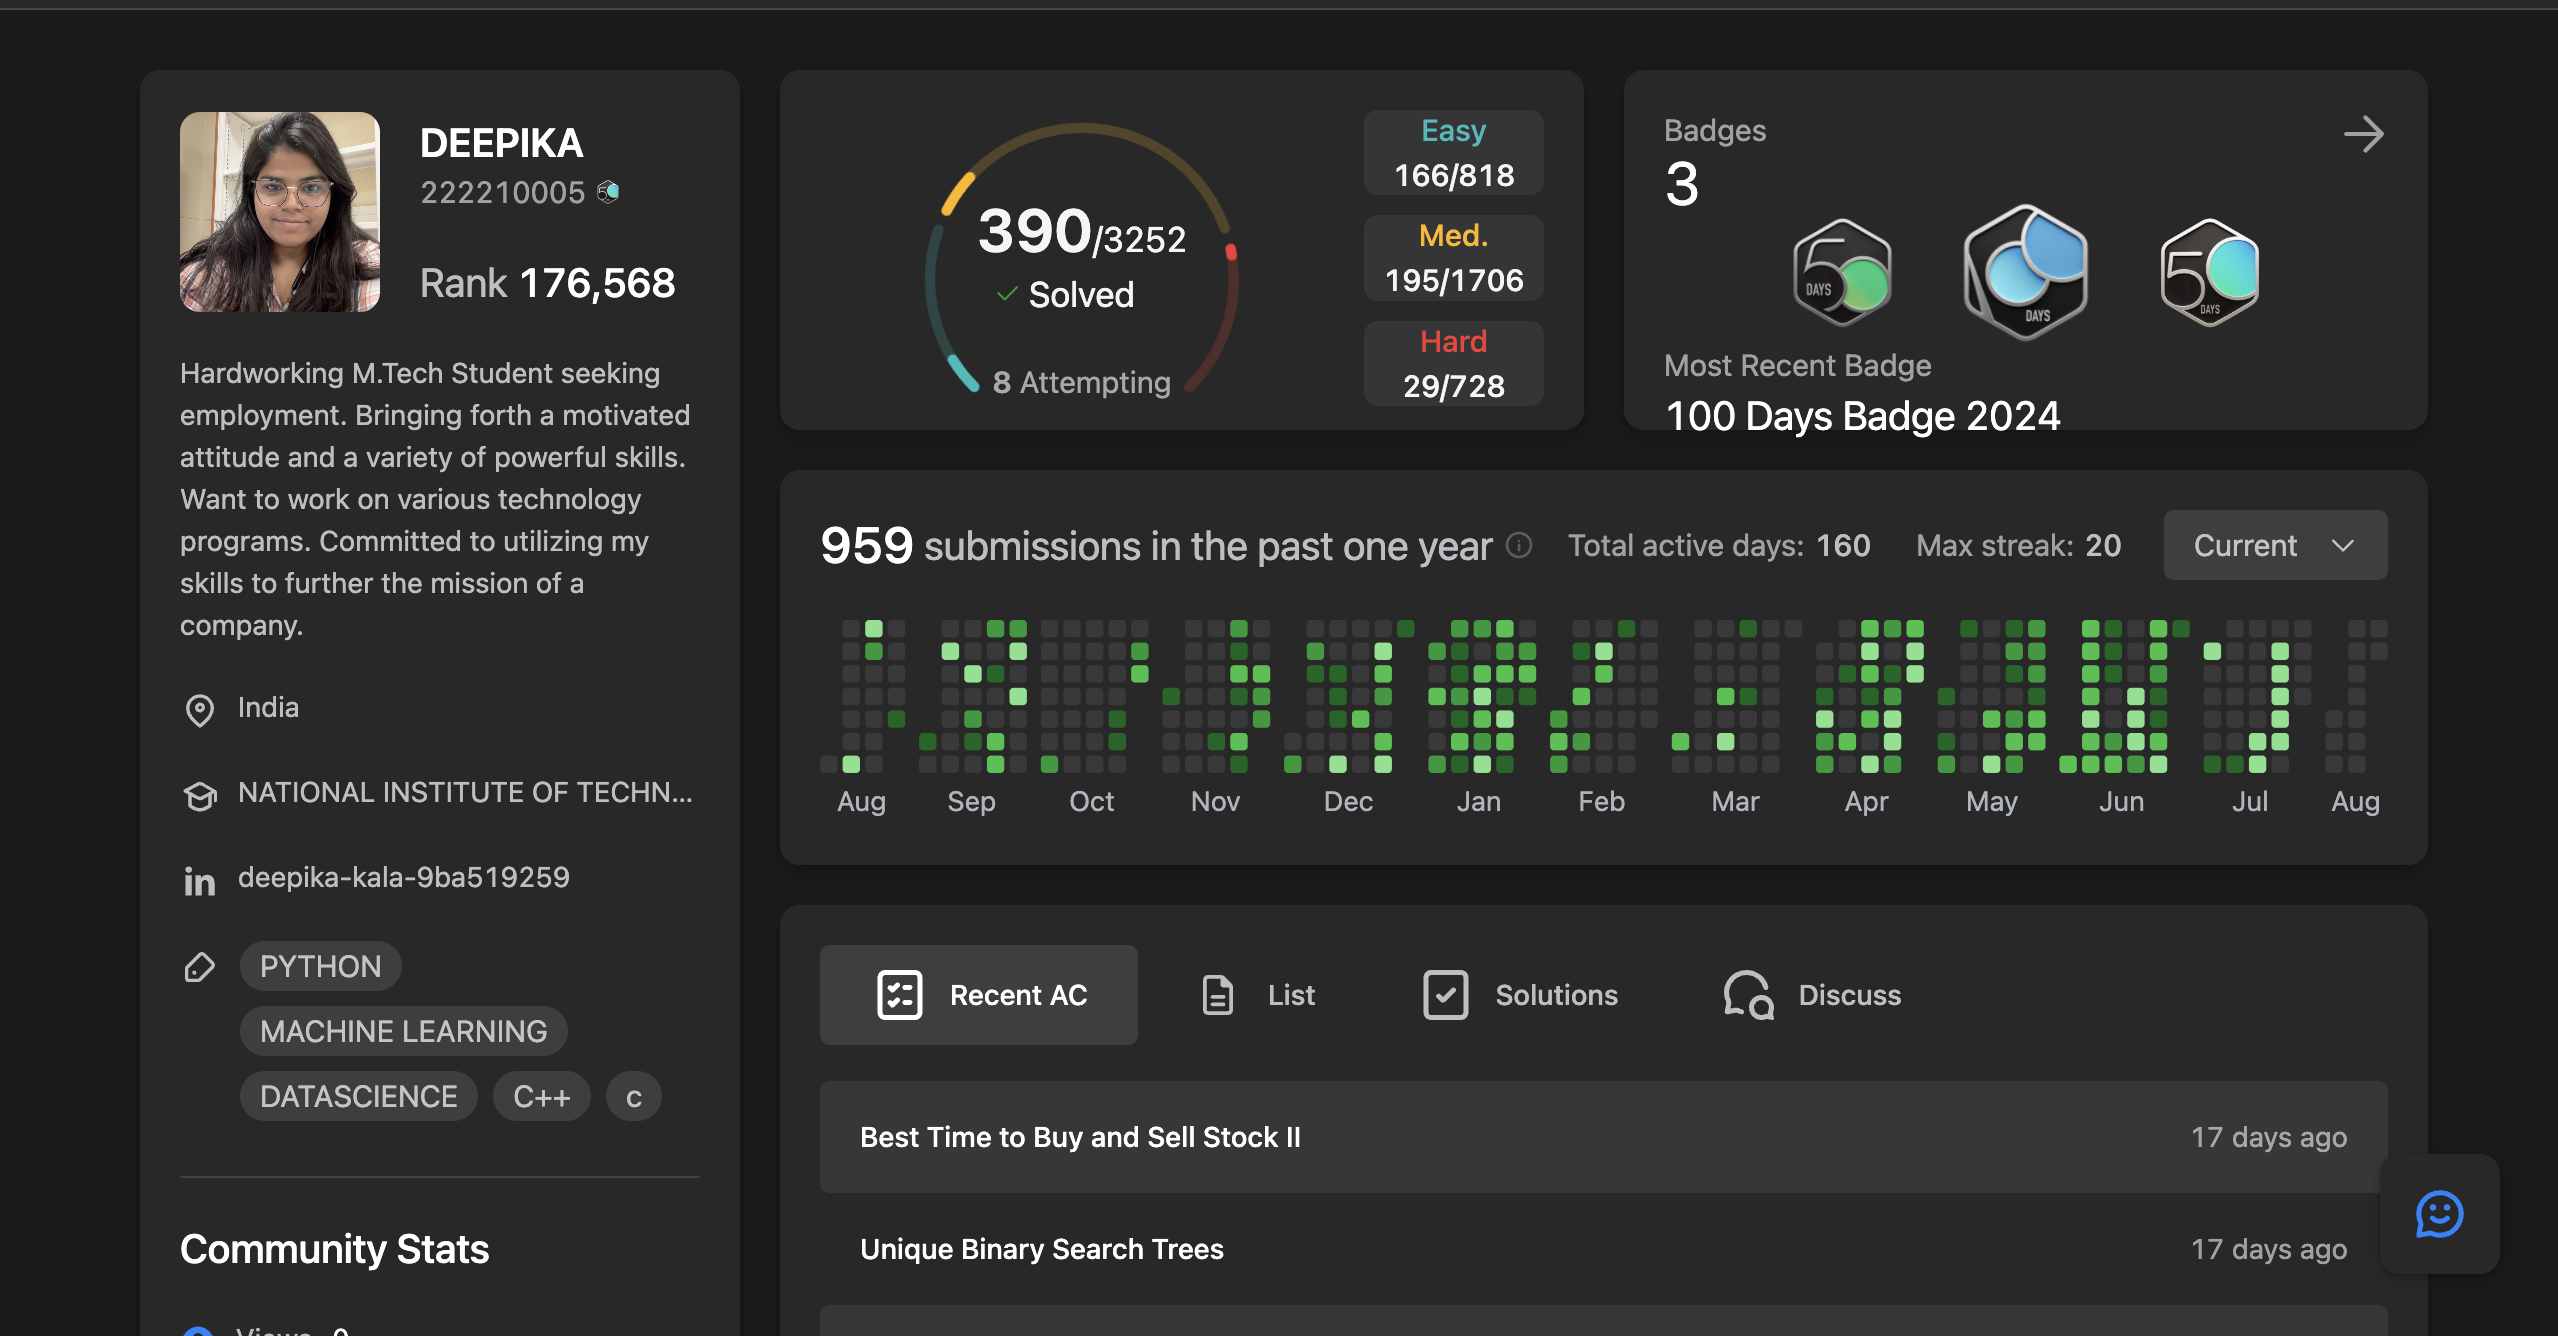 DEEPIKA
222210005
Rank 176,568
Hardworking M.Tech Student seeking
employment. Bringing forth a motivated
attitude and a variety of powerful skills.
Want to work on various technology
programs. Committed to utilizing my
skills to further the mission of a
company.
India
NATIONAL INSTITUTE OF TECHN...
in deepika-kala-9ba519259
PYTHON
MACHINE LEARNING
DATASCIENCE C++ c
Community Stats
Views 0
390/3252
Solved
8 Attempting
Easy
166/818
Med.
195/1706
Hard
29/728
Badges
3
50 DAYS
DAYS
50 DAYS
Most Recent Badge
100 Days Badge 2024
959 submissions in the past one year Total active days: 160 Max streak: 20 Current
Aug Sep Oct Nov Dec Jan Feb Mar Apr May Jun Jul Aug
Recent AC List Solutions Discuss
Best Time to Buy and Sell Stock II 17 days ago
Unique Binary Search Trees 17 days ago